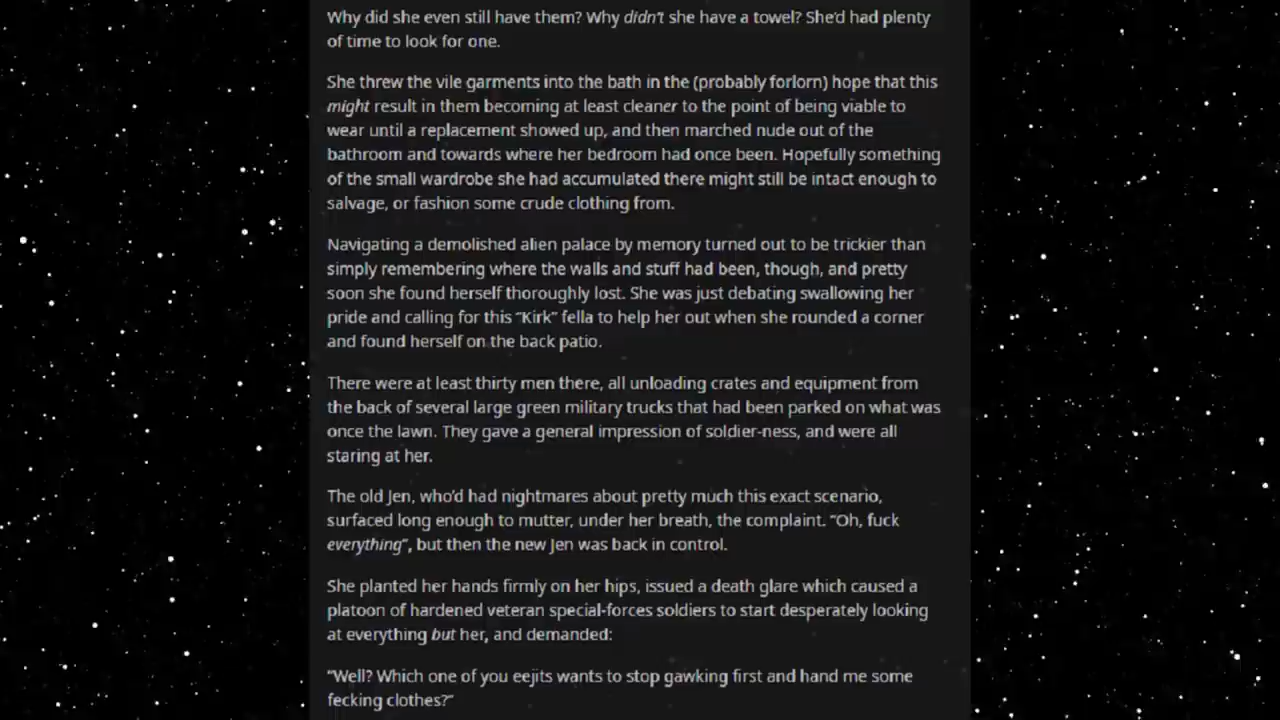 Why did she even still have them? Why didn't she have a towel? She'd had plenty
of time to look for one.
She threw the vile garments into the bath in the (probably forlorn) hope that this
might result in them becoming at least cleaner to the point of being viable to
wear until a replacement showed up, and then marched nude out of the
bathroom and towards where her bedroom had once been. Hopefully something
of the small wardrobe she had accumulated there might still be intact enough to
salvage, or fashion some crude clothing from.
Navigating a demolished alien palace by memory turned out to be trickier than
simply remembering where the walls and stuff had been, though, and pretty
soon she found herself thoroughly lost. She was just debating swallowing her
pride and calling for this “Kirk” fella to help her out when she rounded a corner
and found herself on the back patio.
There were at least thirty men there, all unloading crates and equipment from
the back of several large green military trucks that had been parked on what was
once the lawn. They gave a general impression of soldier-ness, and were all
staring at her.
The old Jen, who'd had nightmares about pretty much this exact scenario,
surfaced long enough to mutter, under her breath, the complaint. “Oh, fuck
everything”, but then the new Jen was back in control.
She planted her hands firmly on her hips, issued a death glare which caused a
platoon of hardened veteran special-forces soldiers to start desperately looking
at everything but her, and demanded:
“Well? Which one of you eejits wants to stop gawking first and hand me some
fecking clothes?”